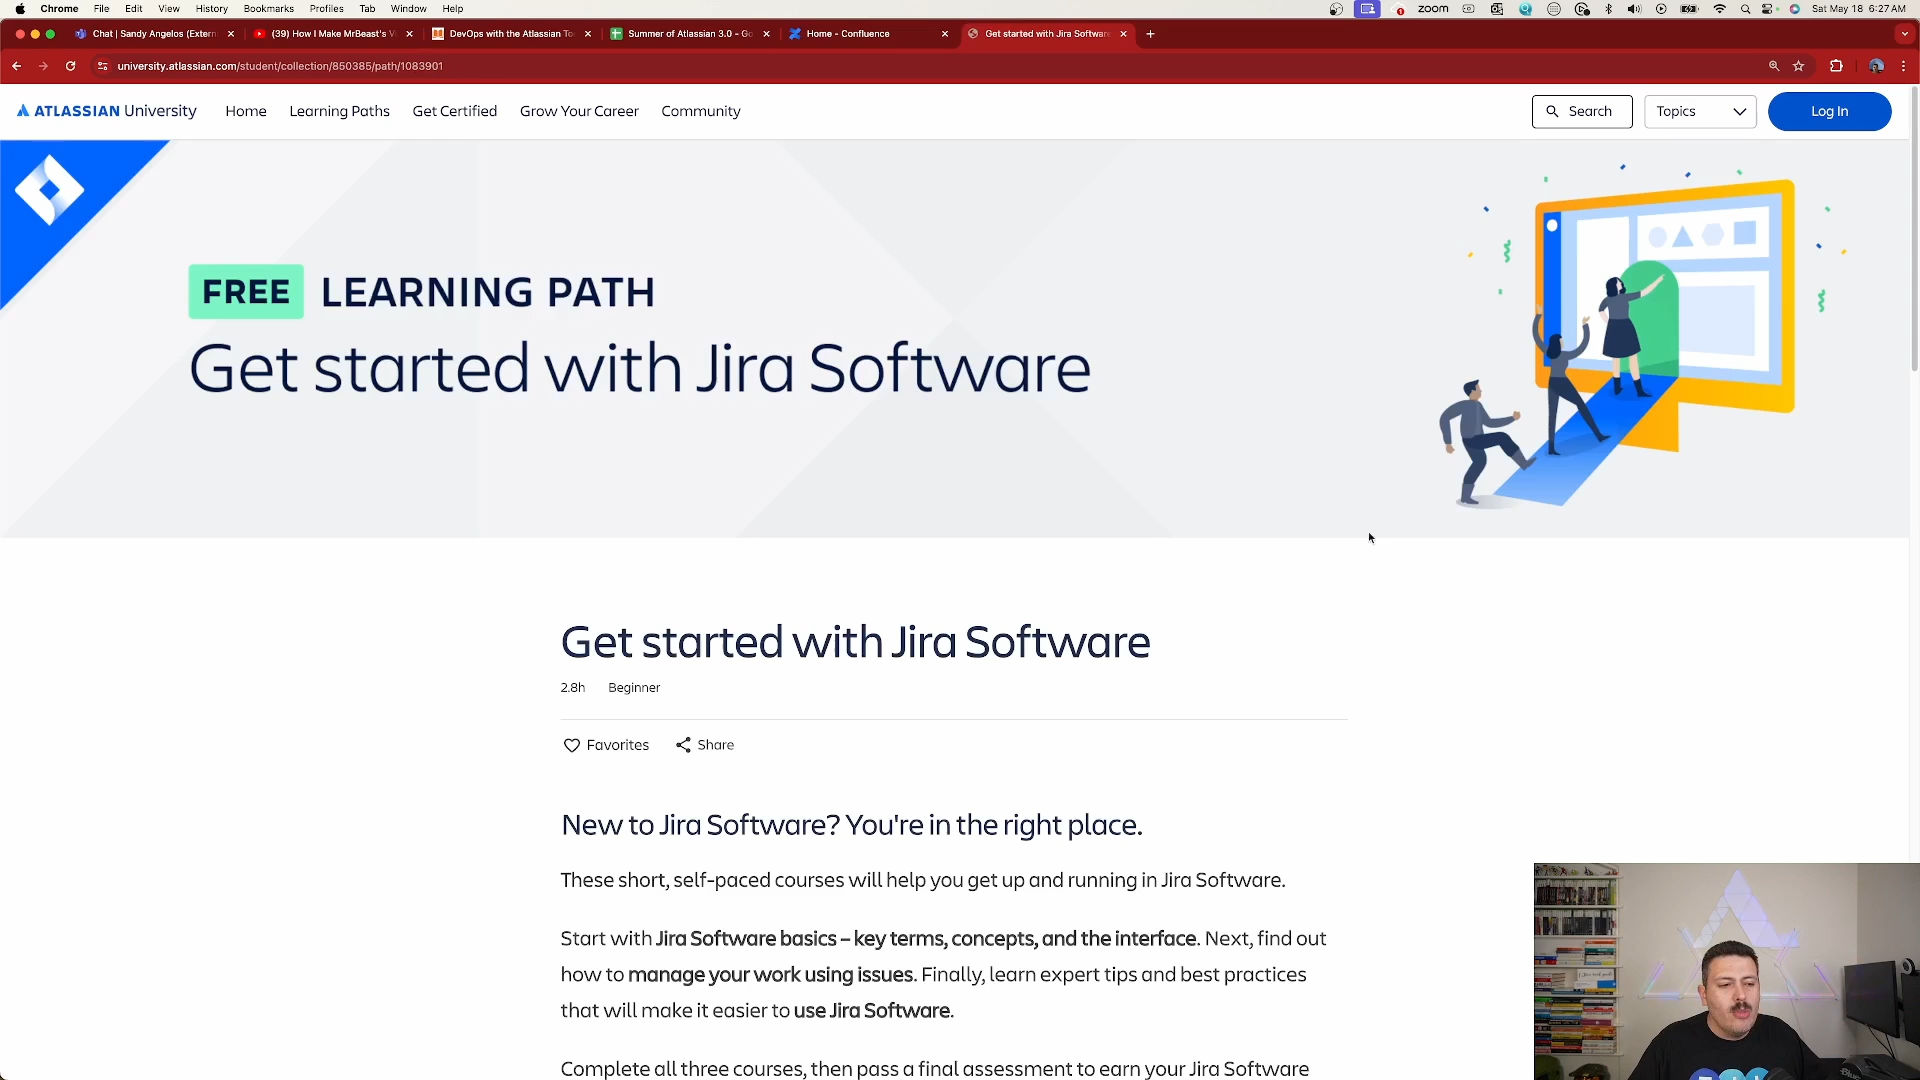 Chrome File Edit View History Bookmarks Profiles Tab Window Help zoom Sat May 18 6:27 AM
Chat | Sandy Angelos (Extern (39) How I Make MrBeast's V DevOps with the Atlassian To Summer of Atlassian 3.0 - Go Home - Confluence Get started with Jira Software
university.atlassian.com/student/collection/850385/path/1083901
ATLASSIAN University Home Learning Paths Get Certified Grow Your Career Community Search Topics Log In
FREE LEARNING PATH
Get started with Jira Software
Get started with Jira Software
2.8h Beginner
Favorites Share
New to Jira Software? You're in the right place.
These short, self-paced courses will help you get up and running in Jira Software.
Start with Jira Software basics – key terms, concepts, and the interface. Next, find out
how to manage your work using issues. Finally, learn expert tips and best practices
that will make it easier to use Jira Software.
Complete all three courses, then pass a final assessment to earn your Jira Software